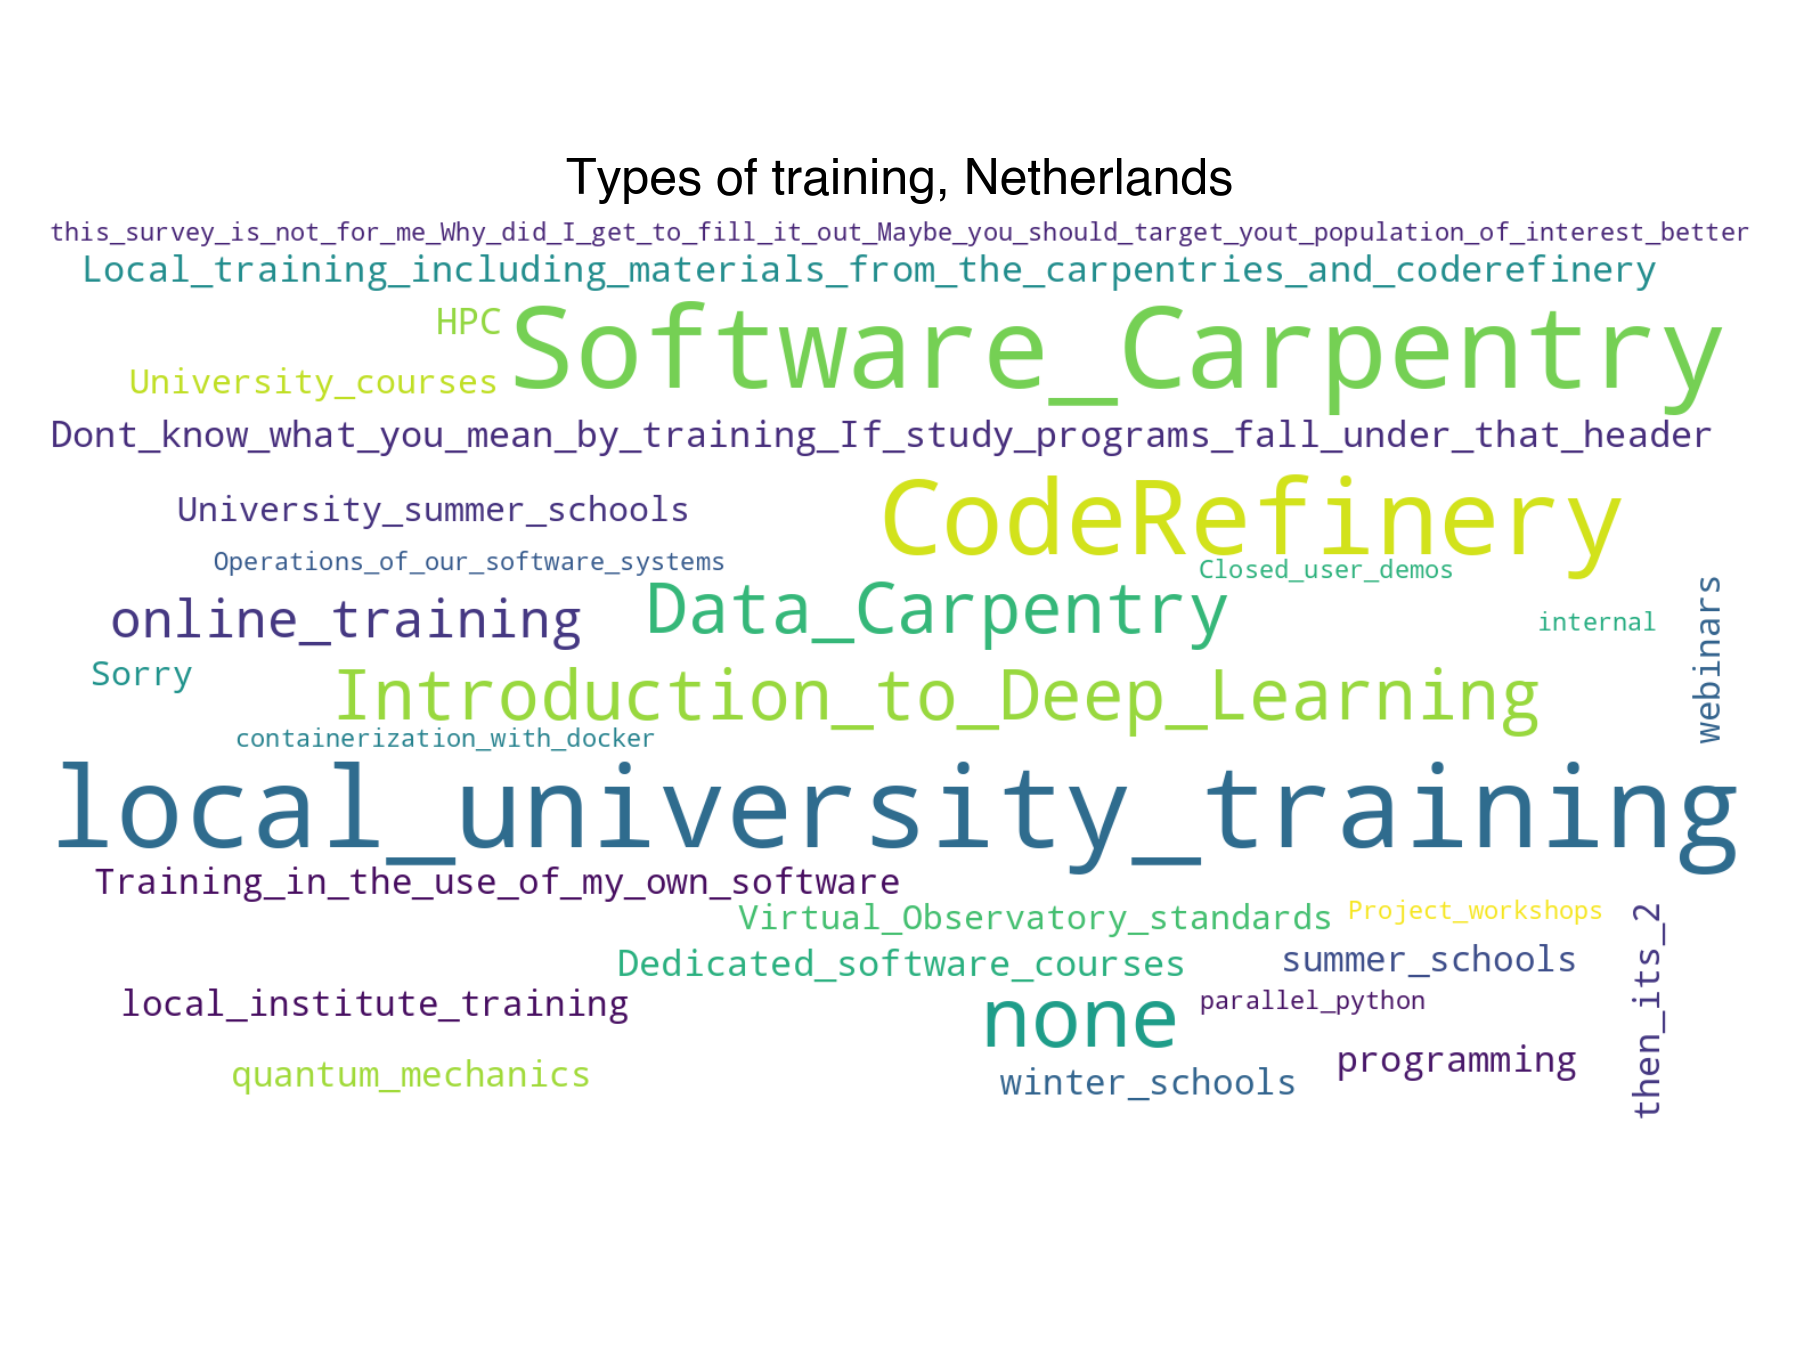 Types of training, Netherlands
this_survey_is_not_for_me_Why_did_I_get_to_fill_it_out_Maybe_you_should_target_yout_population_of_interest_better
Local_training_including_materials_from_the_carpentries_and_coderefinery
HPC
Software_Carpentry
University_courses
Dont_know_what_you_mean_by_training_If_study_programs_fall_under_that_header
CodeRefinery
University_summer_schools
Operations_of_our_software_systems
Closed_user_demos
online_training
Data_Carpentry
internal
webinars
Sorry
Introduction_to_Deep_Learning
containerization_with_docker
local_university_training
Training_in_the_use_of_my_own_software
Virtual_Observatory_standards
Project_workshops
then_its_2
Dedicated_software_courses
summer_schools
local_institute_training
none
parallel_python
programming
quantum_mechanics
winter_schools